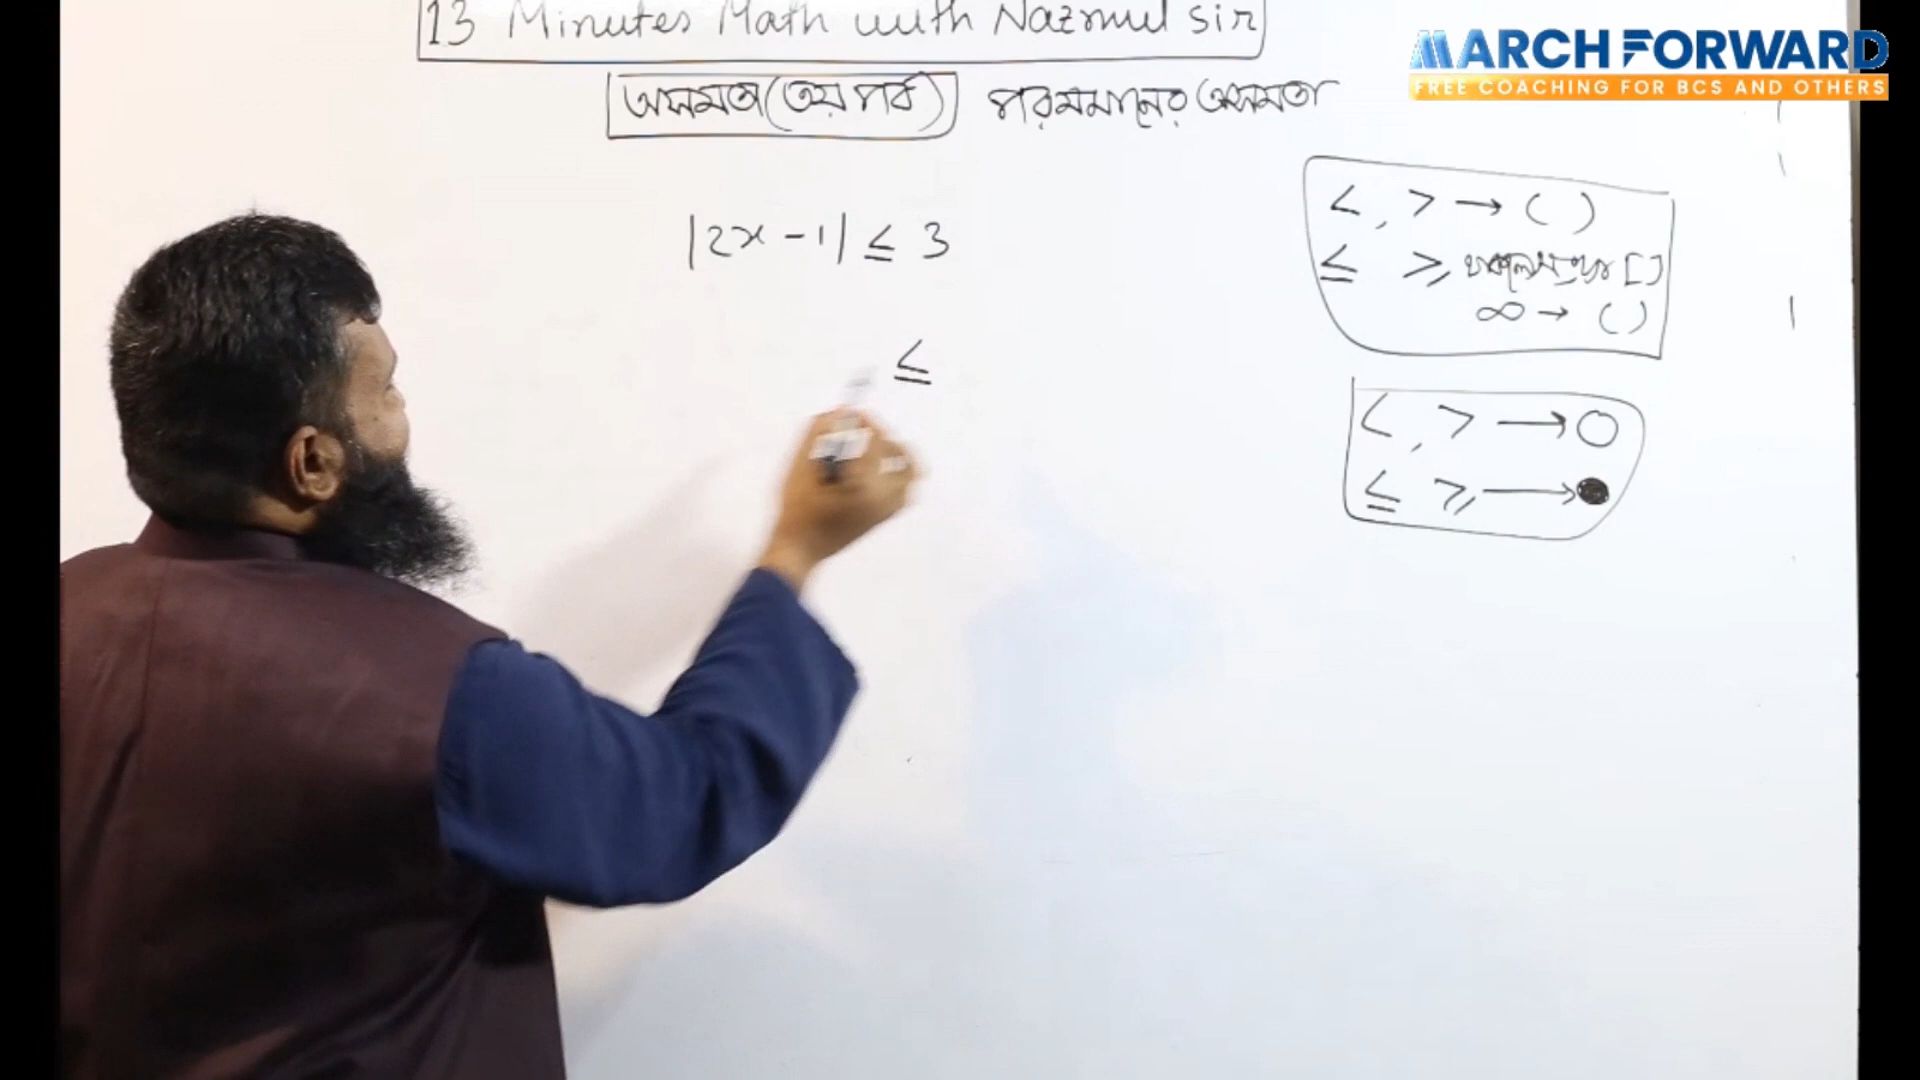 13 Minutes Math with Nazmul Sir
MARCH FORWARD
FREE COACHING FOR BCS AND OTHERS
অসমতা (৩য় পর্ব) পরমমানের অসমতা
|2x - 1| ≤ 3
≤
<, > → ( )
≤ ≥ থাকলে [ ]
∞ → ( )
<, > → ○
≤ ≥ → ●